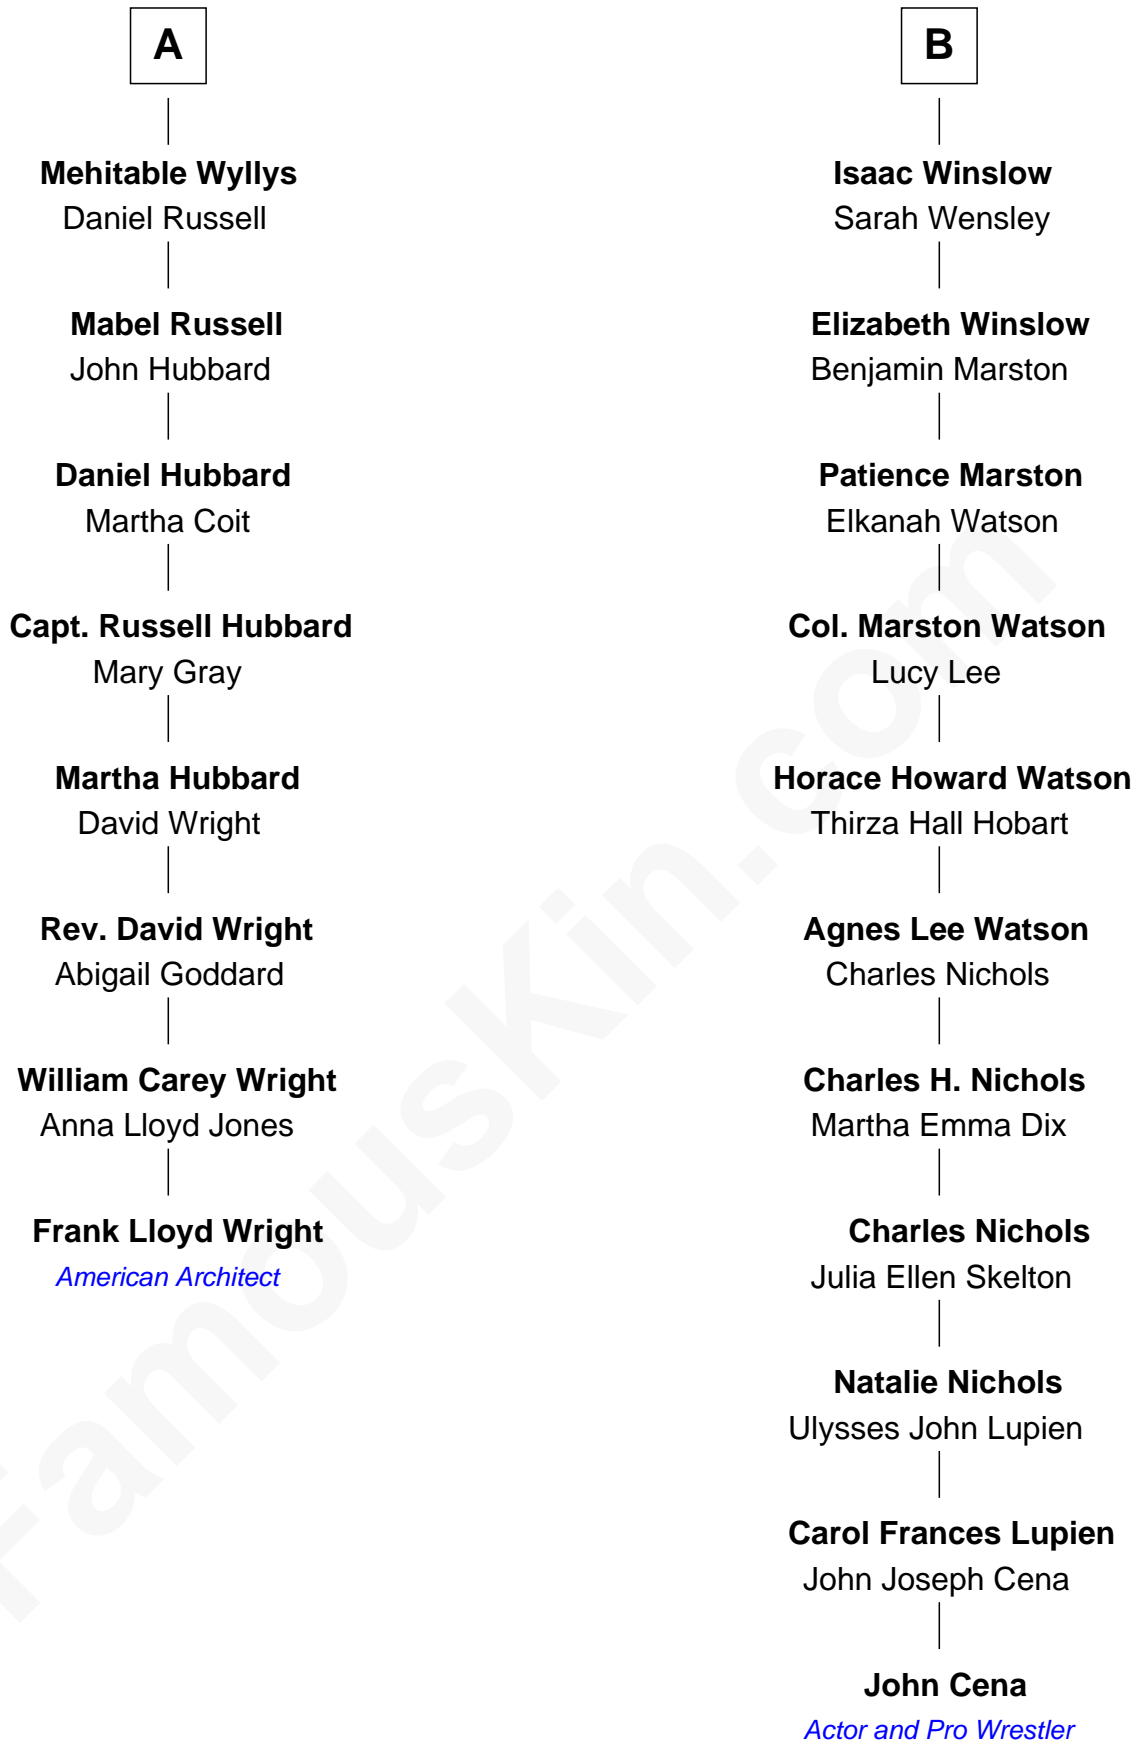 A
Mehitable Wyllys
Daniel Russell
Mabel Russell
John Hubbard
Daniel Hubbard
Martha Coit
Capt. Russell Hubbard
Mary Gray
Martha Hubbard
David Wright
Rev. David Wright
Abigail Goddard
William Carey Wright
Anna Lloyd Jones
Frank Lloyd Wright
American Architect
B
Isaac Winslow
Sarah Wensley
Elizabeth Winslow
Benjamin Marston
Patience Marston
Elkanah Watson
Col. Marston Watson
Lucy Lee
Horace Howard Watson
Thirza Hall Hobart
Agnes Lee Watson
Charles Nichols
Charles H. Nichols
Martha Emma Dix
Charles Nichols
Julia Ellen Skelton
Natalie Nichols
Ulysses John Lupien
Carol Frances Lupien
John Joseph Cena
John Cena
Actor and Pro Wrestler
FamousKin.com